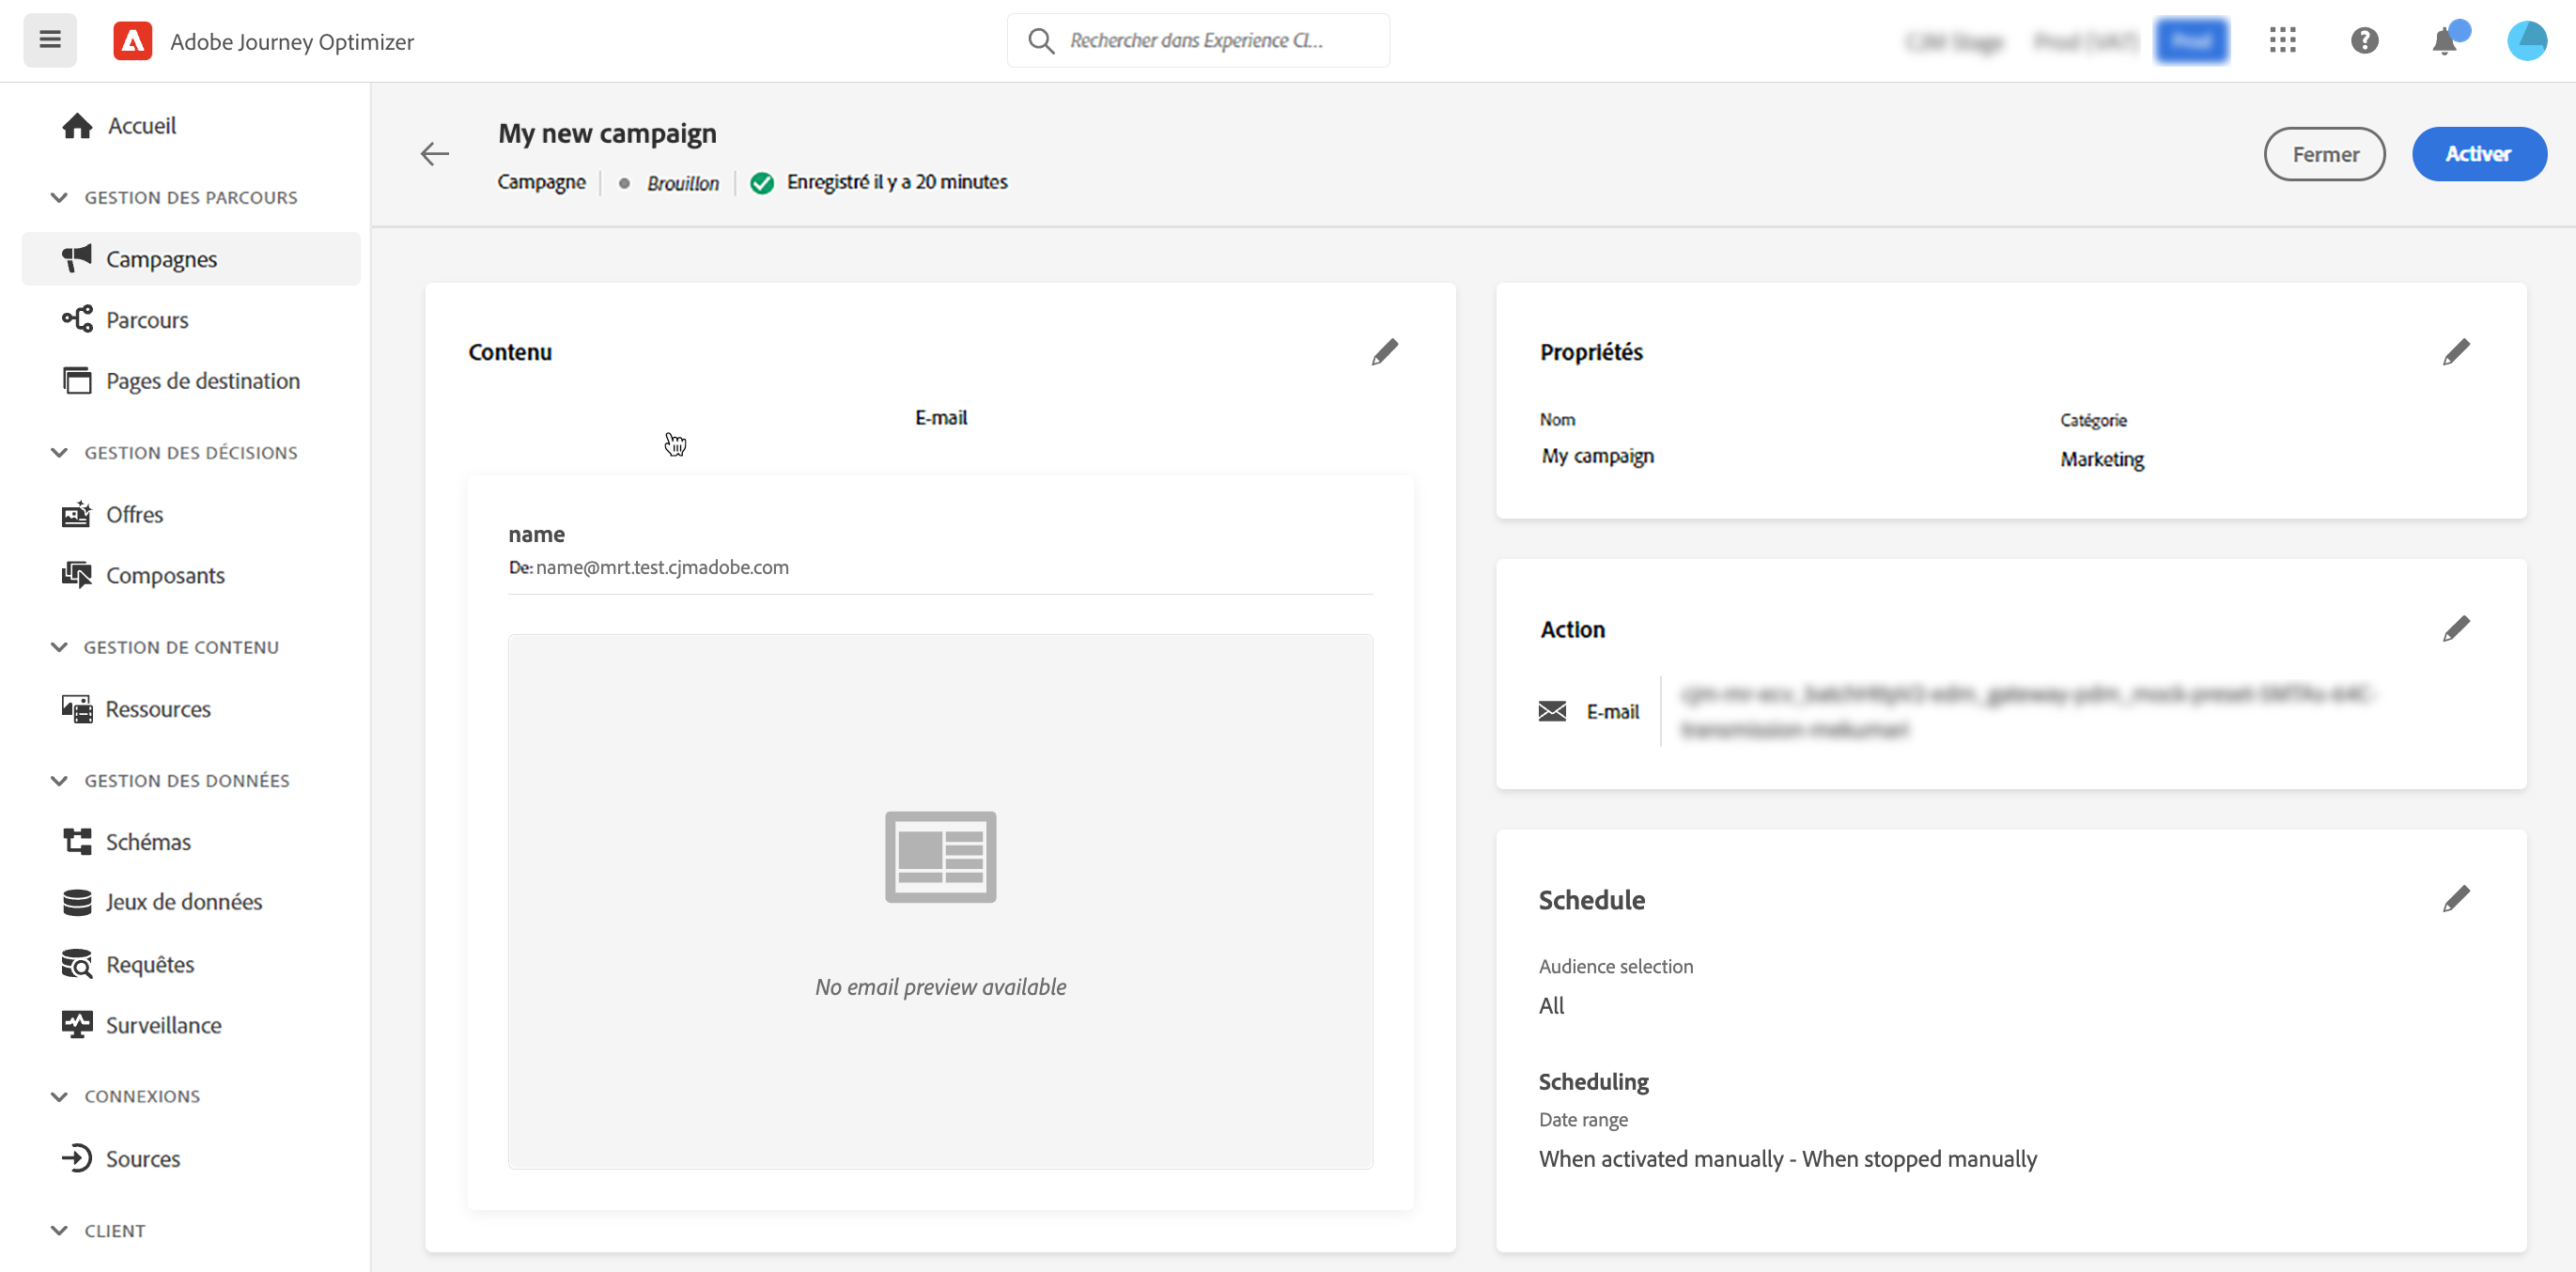 Adobe Journey Optimizer
Rechercher dans Experience Cl...
Accueil
GESTION DES PARCOURS
Campagnes
Parcours
Pages de destination
GESTION DES DÉCISIONS
Offres
Composants
GESTION DE CONTENU
Ressources
GESTION DES DONNÉES
Schémas
Jeux de données
Requêtes
Surveillance
CONNEXIONS
Sources
CLIENT
My new campaign
Campagne
Brouillon
Enregistré il y a 20 minutes
Fermer
Activer
Contenu
E-mail
name
De: name@mrt.test.cjmadobe.com
No email preview available
Propriétés
Nom
Catégorie
My campaign
Marketing
Action
E-mail
Schedule
Audience selection
All
Scheduling
Date range
When activated manually - When stopped manually